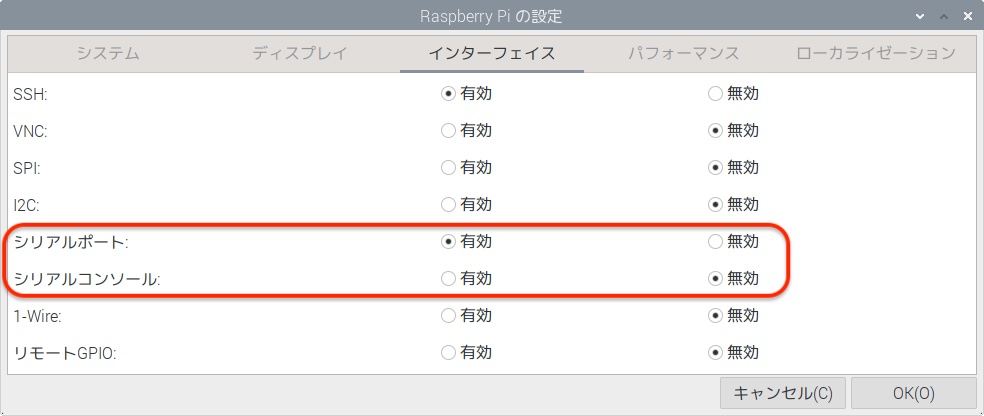 Raspberry Pi の設定
システム ディスプレイ インターフェイス パフォーマンス ローカライゼーション
SSH: 有効 無効
VNC: 有効 無効
SPI: 有効 無効
I2C: 有効 無効
シリアルポート: 有効 無効
シリアルコンソール: 有効 無効
1-Wire: 有効 無効
リモートGPIO: 有効 無効
キャンセル(C) OK(O)